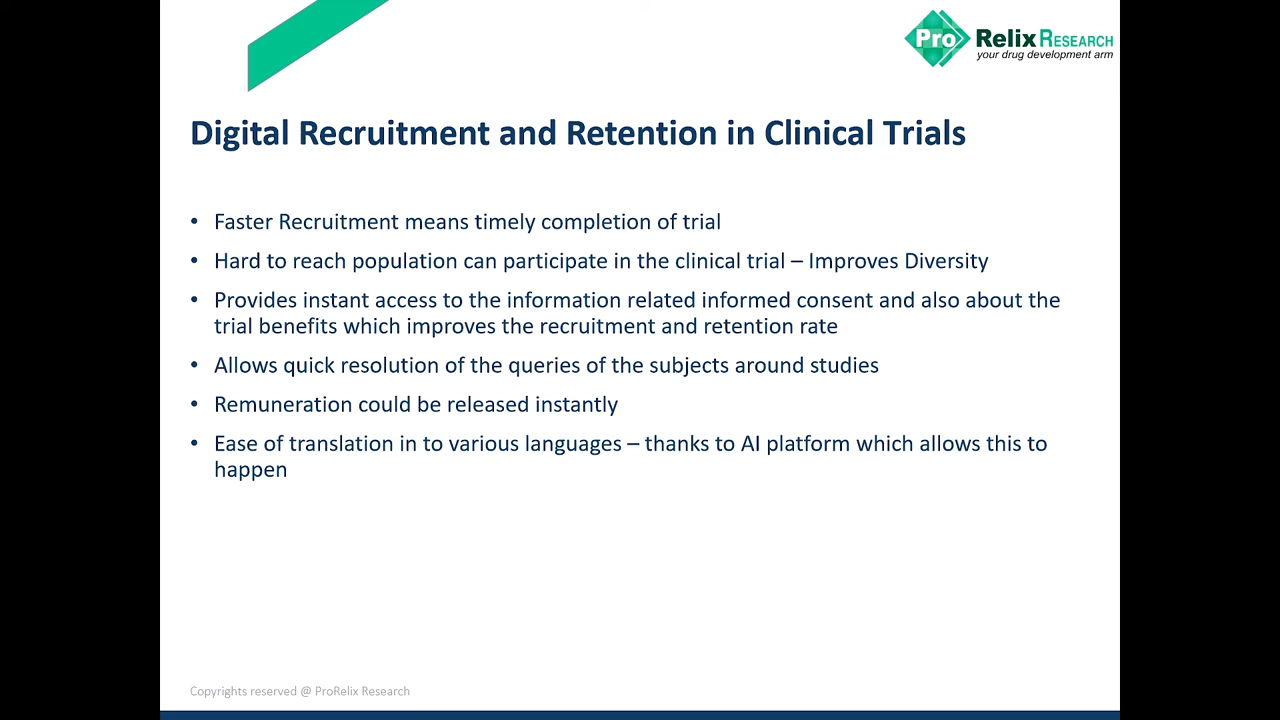 Pro Relix RESEARCH
your drug development arm
Digital Recruitment and Retention in Clinical Trials
• Faster Recruitment means timely completion of trial
• Hard to reach population can participate in the clinical trial – Improves Diversity
• Provides instant access to the information related informed consent and also about the
trial benefits which improves the recruitment and retention rate
• Allows quick resolution of the queries of the subjects around studies
• Remuneration could be released instantly
• Ease of translation in to various languages – thanks to AI platform which allows this to
happen
Copyrights reserved @ ProRelix Research